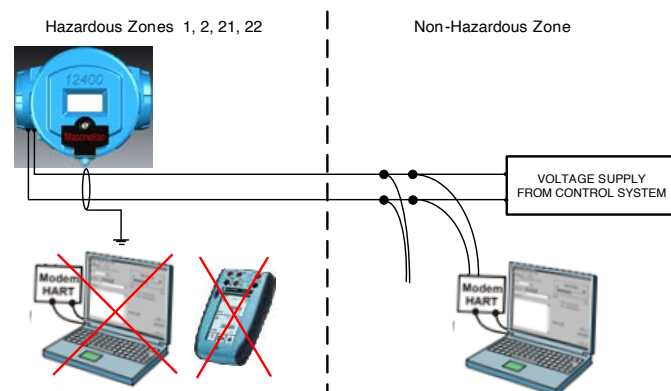 Hazardous Zones 1, 2, 21, 22
Non-Hazardous Zone
12400
Masoneilan
VOLTAGE SUPPLY
FROM CONTROL SYSTEM
Modem
HART
Modem
HART